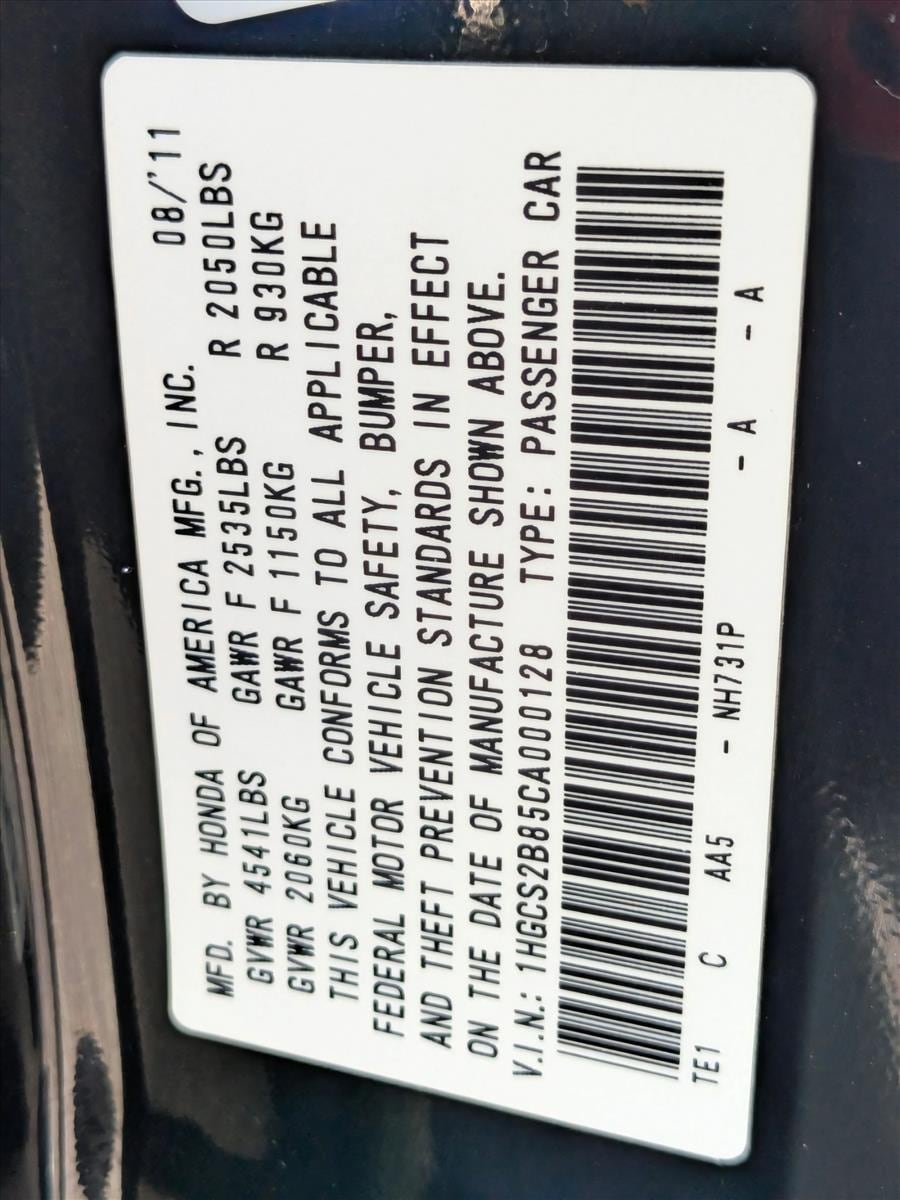 MFD. BY HONDA OF AMERICA MFG., INC. 08/'11
GVWR 4541LBS GAWR F 2535LBS R 2050LBS
GVWR 2060KG GAWR F 1150KG R 930KG
THIS VEHICLE CONFORMS TO ALL APPLICABLE
FEDERAL MOTOR VEHICLE SAFETY, BUMPER,
AND THEFT PREVENTION STANDARDS IN EFFECT
ON THE DATE OF MANUFACTURE SHOWN ABOVE.
V.I.N.: 1HGCS2B85CA000128 TYPE: PASSENGER CAR
TE1 C AA5 - NH731P - A - A